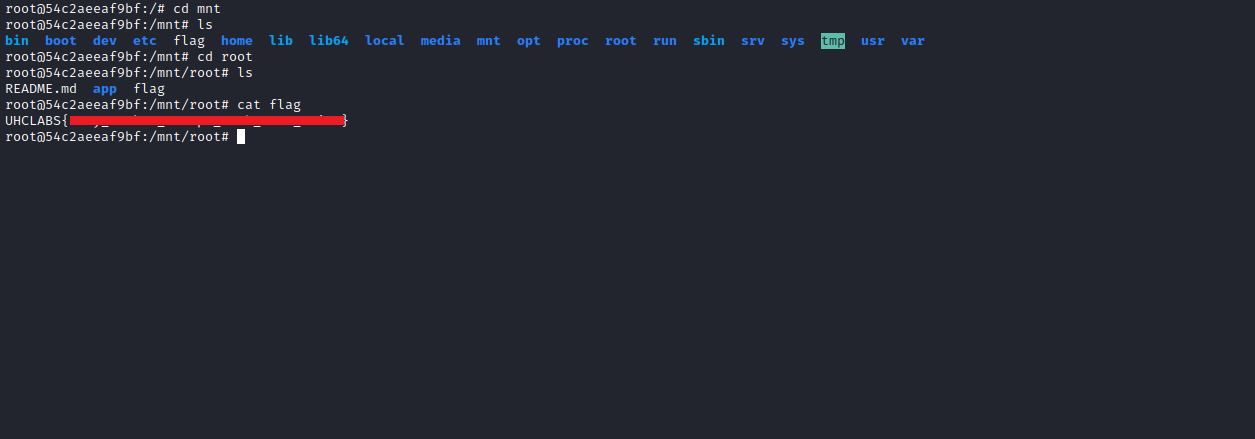 root@54c2aeeaf9bf:/# cd mnt
root@54c2aeeaf9bf:/mnt# ls
bin boot dev etc flag home lib lib64 local media mnt opt proc root run sbin srv sys tmp usr var
root@54c2aeeaf9bf:/mnt# cd root
root@54c2aeeaf9bf:/mnt/root# ls
README.md app flag
root@54c2aeeaf9bf:/mnt/root# cat flag
UHCLABS{ }
root@54c2aeeaf9bf:/mnt/root#